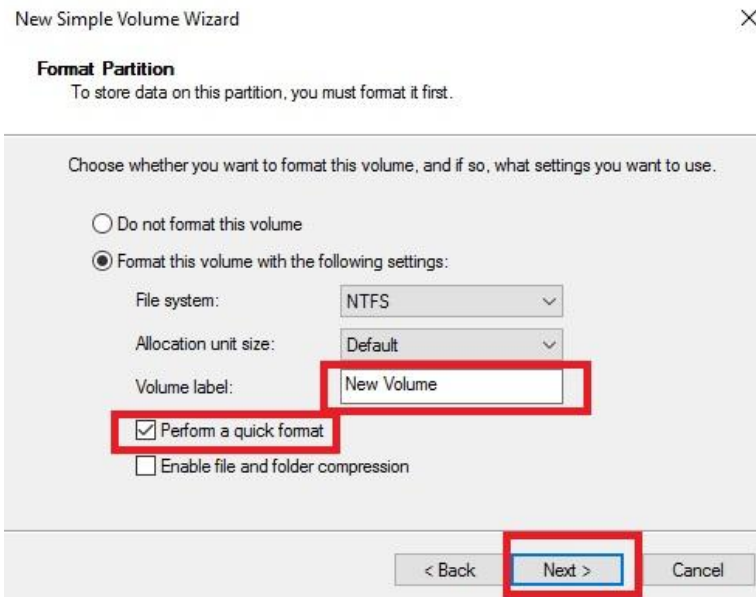 New Simple Volume Wizard
Format Partition
To store data on this partition, you must format it first.
Choose whether you want to format this volume, and if so, what settings you want to use.
Do not format this volume
Format this volume with the following settings:
File system: NTFS
Allocation unit size: Default
Volume label: New Volume
Perform a quick format
Enable file and folder compression
< Back Next > Cancel